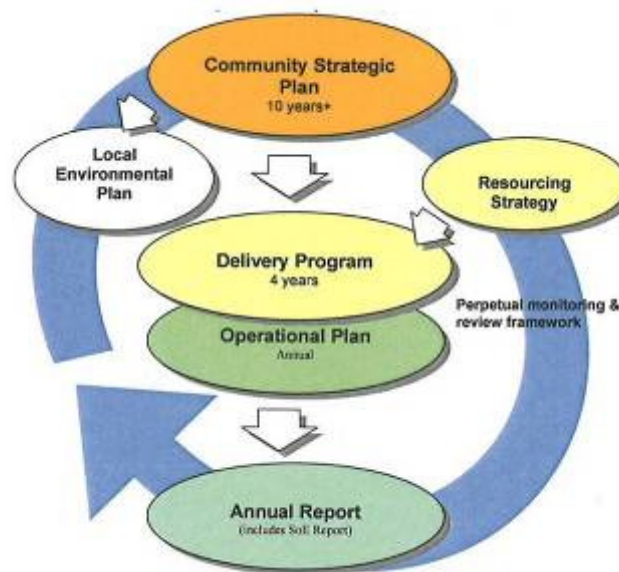 Community Strategic
Plan
10 years+
Local
Environmental
Plan
Resourcing
Strategy
Delivery Program
4 years
Perpetual monitoring &
review framework
Operational Plan
Annual
Annual Report
(includes SoE Report)